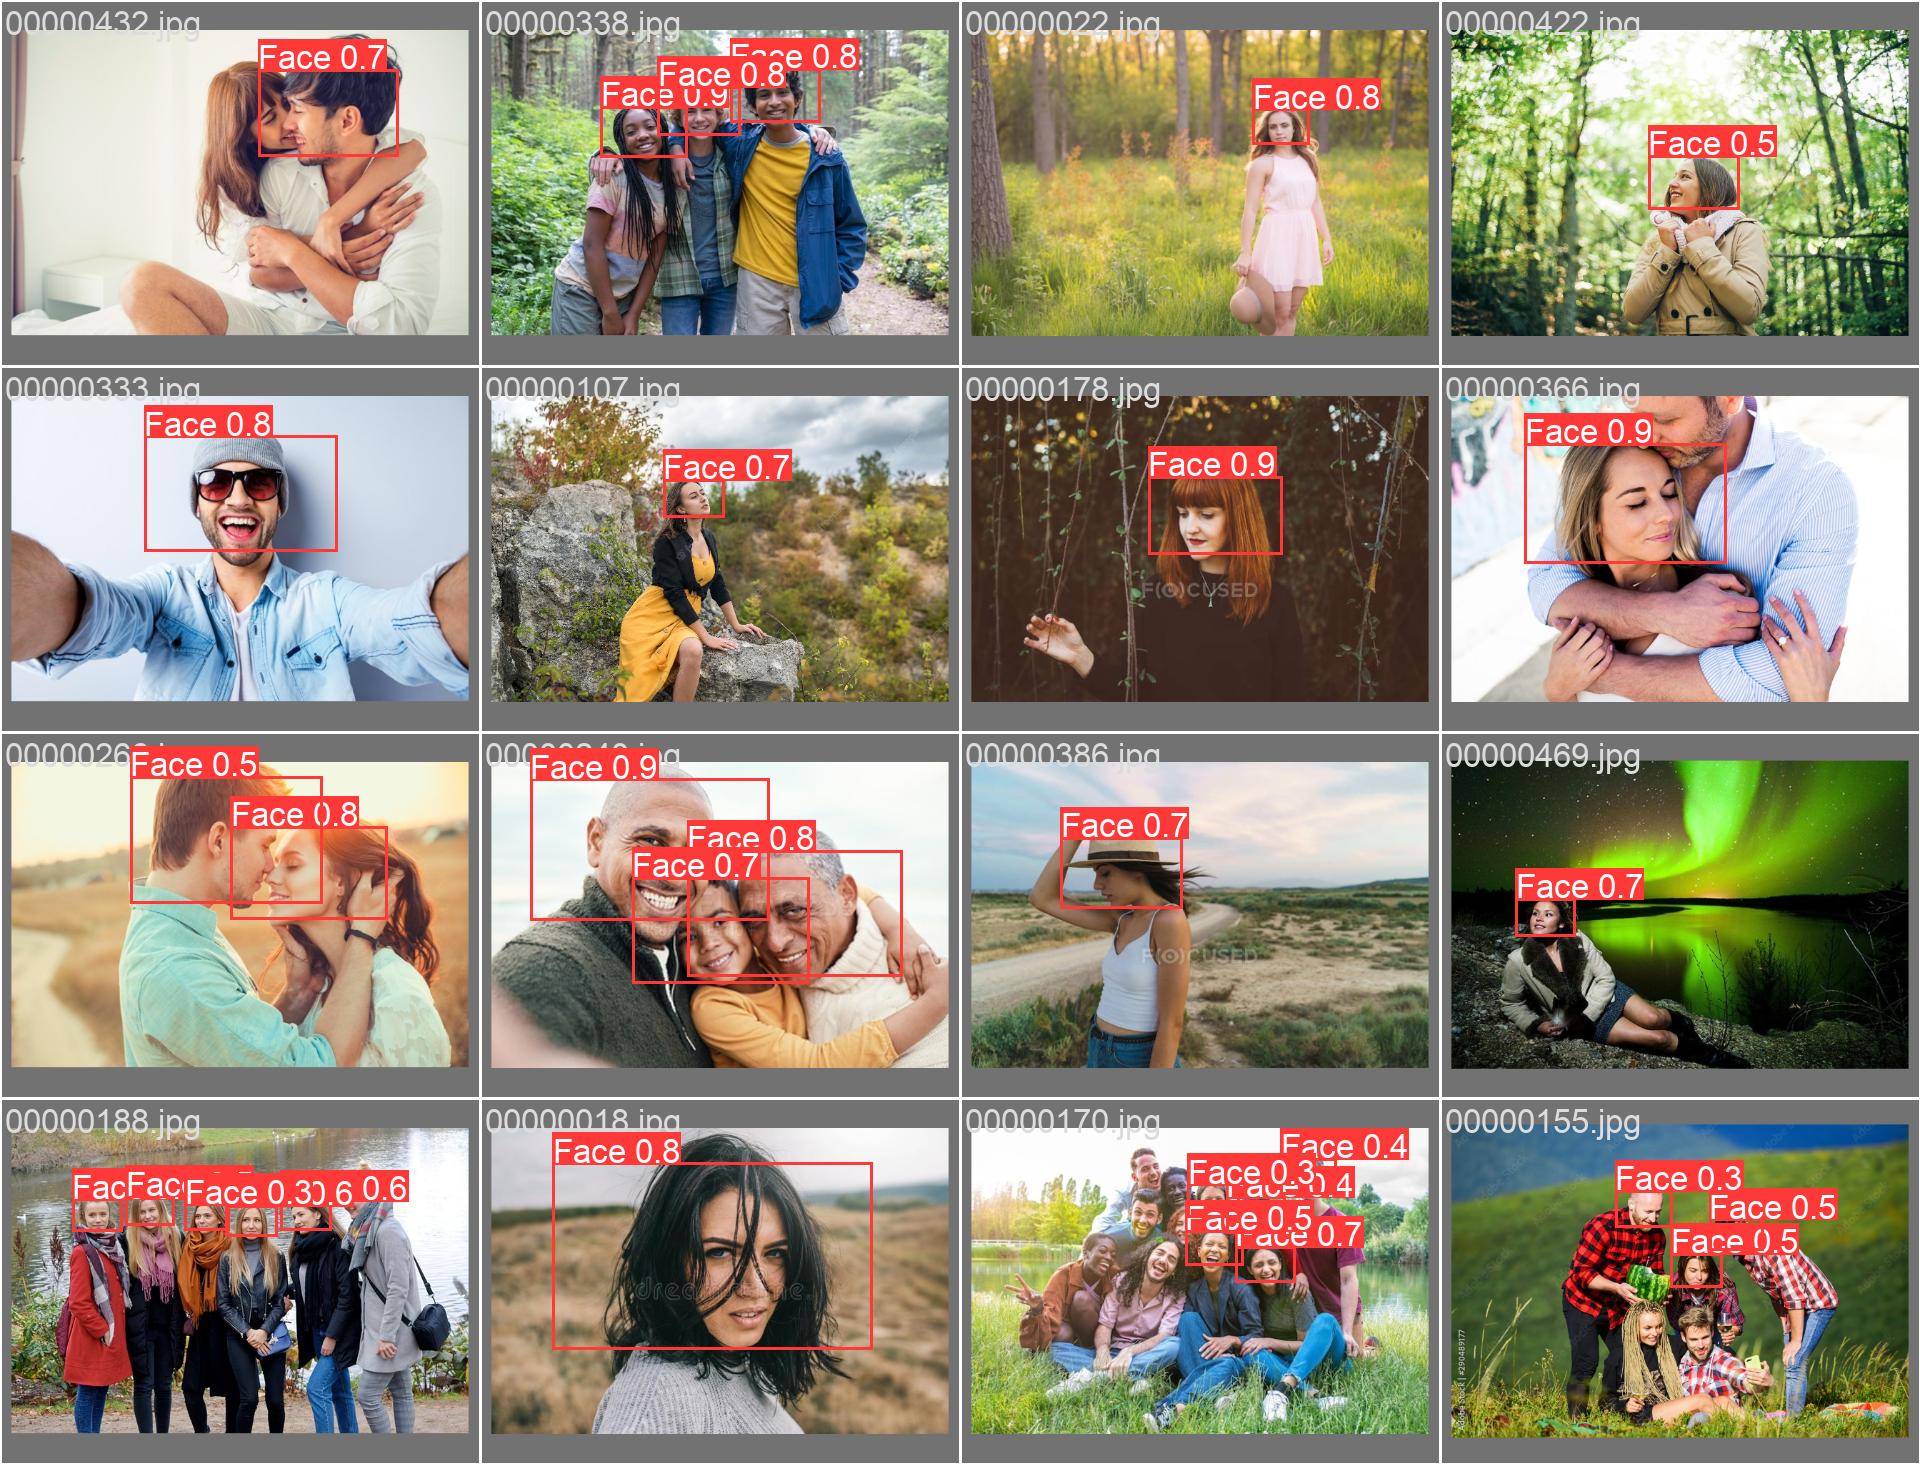 00000432.jpg
Face 0.7
00000338.jpg
Face 0.8
Face 0.8
Face 0.9
00000022.jpg
Face 0.8
00000422.jpg
Face 0.5
00000333.jpg
Face 0.8
00000107.jpg
Face 0.7
00000178.jpg
Face 0.9
F(O)CUSED
00000366.jpg
Face 0.9
Face 0.5
Face 0.8
Face 0.9
Face 0.8
Face 0.7
00000386.jpg
Face 0.7
F(O)CUSED
00000469.jpg
Face 0.7
00000188.jpg
Face 0.3
0.6
0.6
00000018.jpg
Face 0.8
dreamstime.
00000170.jpg
Face 0.4
Face 0.3
Face 0.4
Face 0.5
Face 0.7
00000155.jpg
Face 0.3
Face 0.5
Face 0.5
Adobe Stock | #290489177